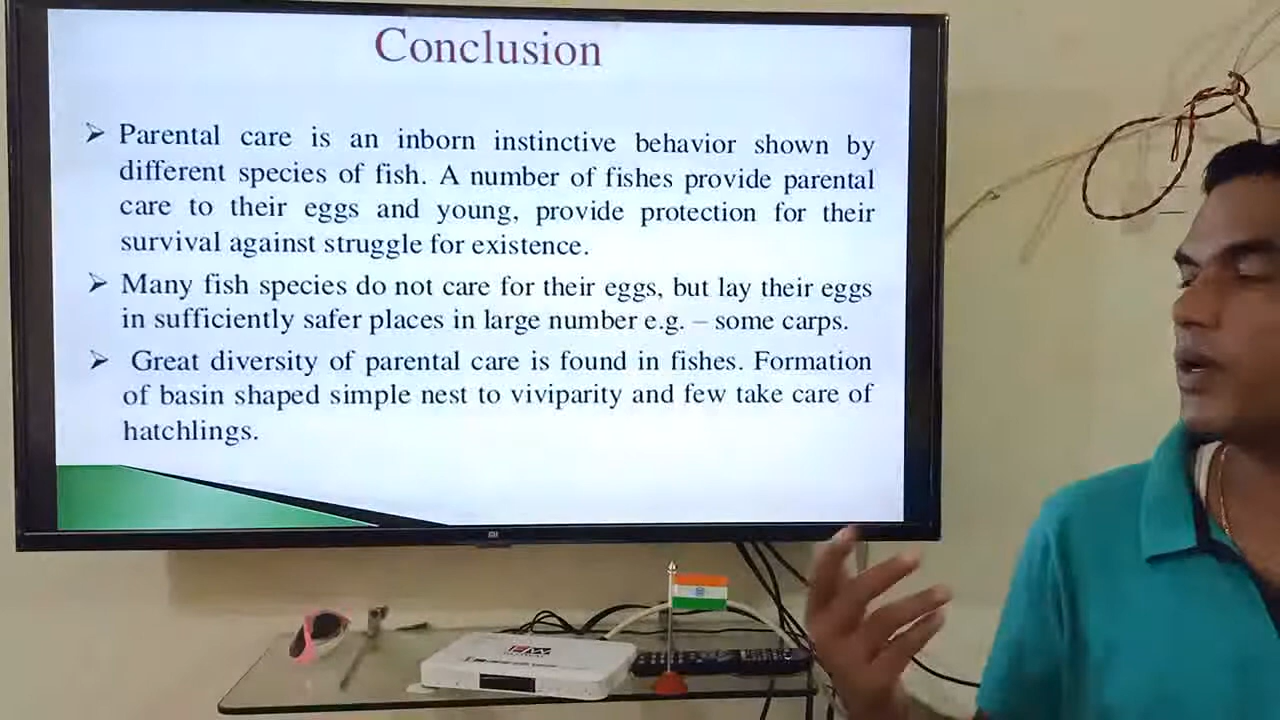 Conclusion
➢ Parental care is an inborn instinctive behavior shown by
different species of fish. A number of fishes provide parental
care to their eggs and young, provide protection for their
survival against struggle for existence.
➢ Many fish species do not care for their eggs, but lay their eggs
in sufficiently safer places in large number e.g. – some carps.
➢ Great diversity of parental care is found in fishes. Formation
of basin shaped simple nest to viviparity and few take care of
hatchlings.
mi